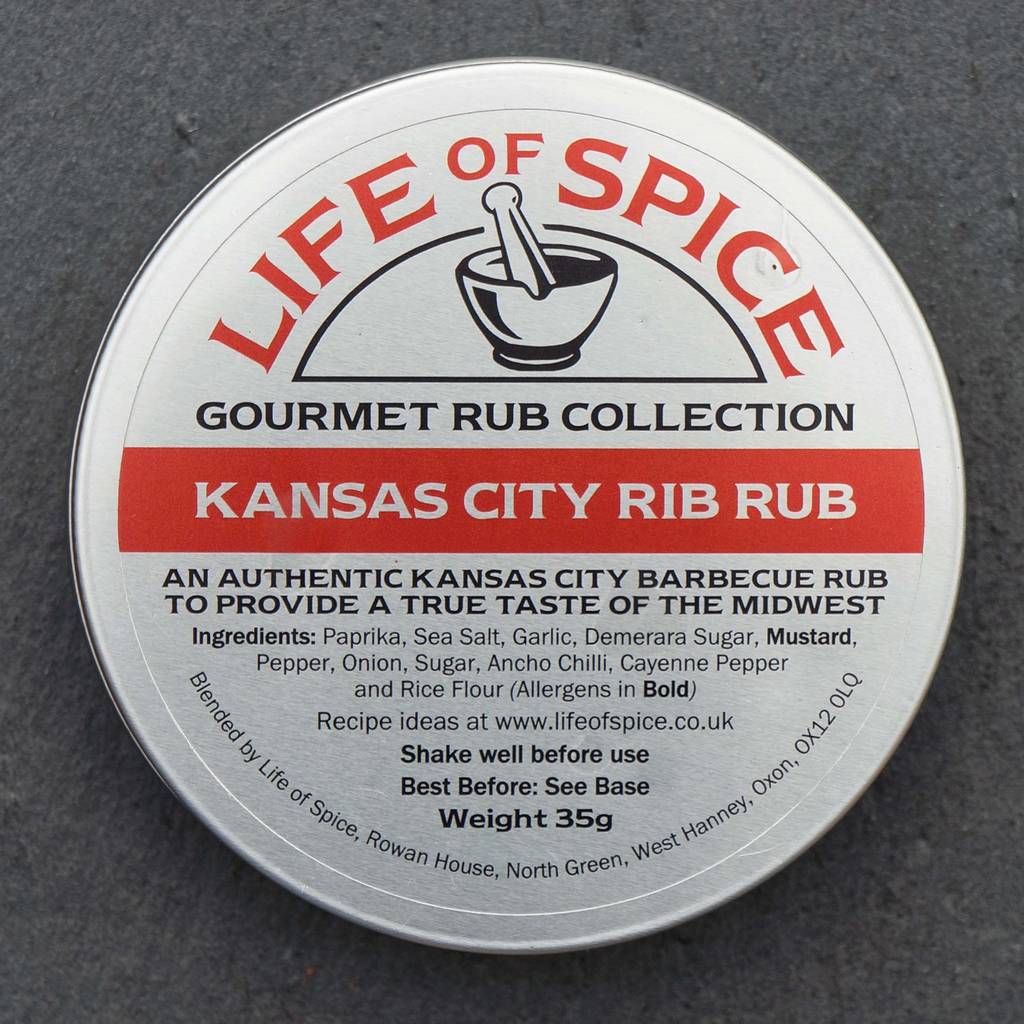 LIFE OF SPICE
GOURMET RUB COLLECTION
KANSAS CITY RIB RUB
AN AUTHENTIC KANSAS CITY BARBECUE RUB
TO PROVIDE A TRUE TASTE OF THE MIDWEST
Ingredients: Paprika, Sea Salt, Garlic, Demerara Sugar, Mustard,
Pepper, Onion, Sugar, Ancho Chilli, Cayenne Pepper
and Rice Flour (Allergens in Bold)
Recipe ideas at www.lifeofspice.co.uk
Shake well before use
Best Before: See Base
Weight 35g
Blended by Life of Spice, Rowan House, North Green, West Hanney, Oxon, OX12 0LQ